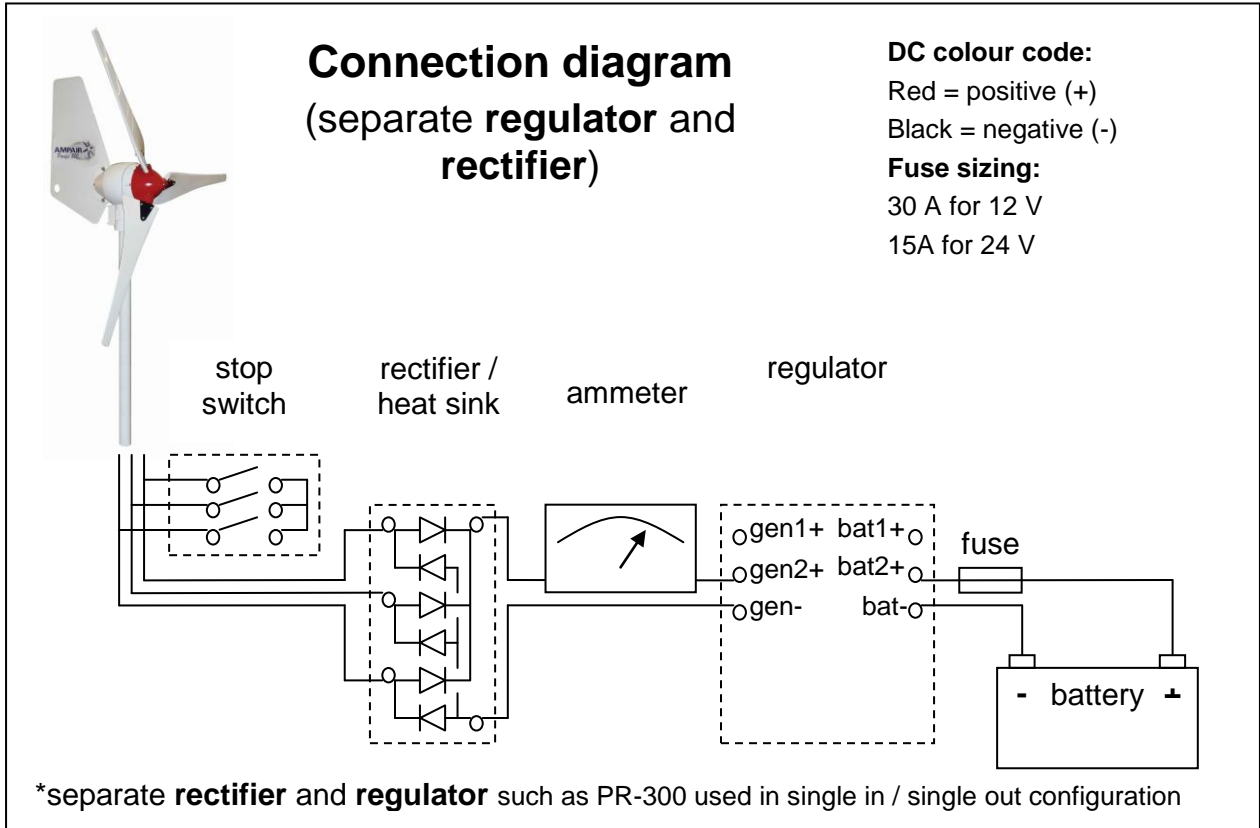 Connection diagram
(separate regulator and
rectifier)
DC colour code:
Red = positive (+)
Black = negative (-)
Fuse sizing:
30 A for 12 V
15A for 24 V
AMPAIR
stop
switch
rectifier /
heat sink
ammeter
regulator
gen1+ bat1+
gen2+ bat2+
gen- bat-
fuse
- battery +
*separate rectifier and regulator such as PR-300 used in single in / single out configuration